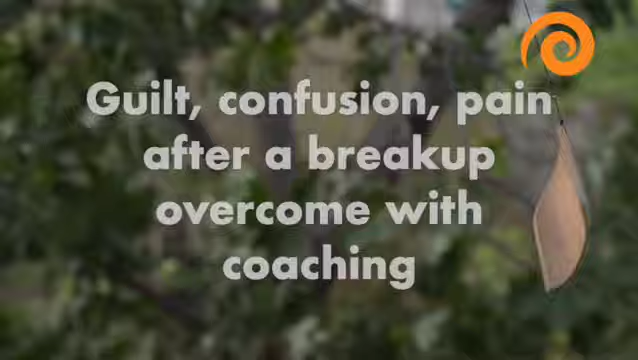 Guilt, confusion, pain
after a breakup
overcome with
coaching